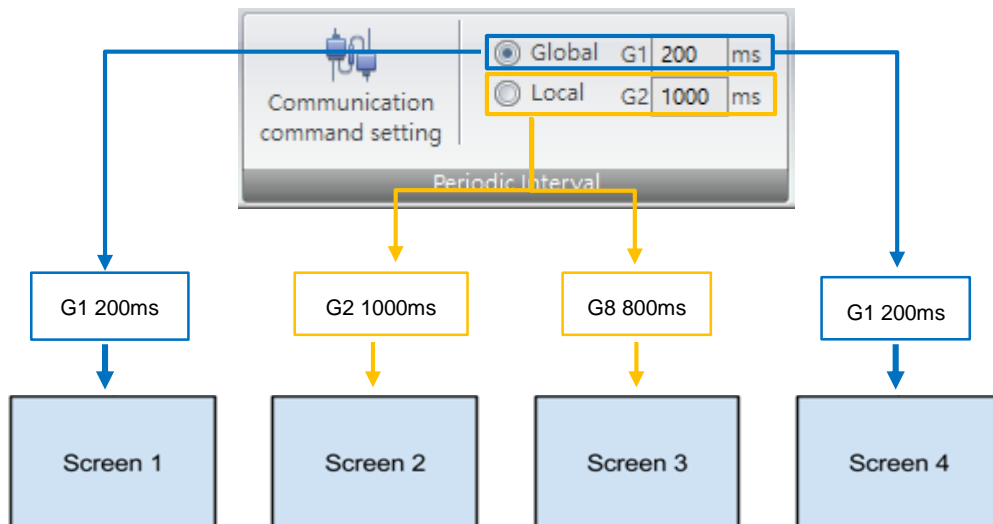 Global G1 200 ms
Local G2 1000 ms
Communication
command setting
Periodic Interval
G1 200ms
G2 1000ms
G8 800ms
G1 200ms
Screen 1
Screen 2
Screen 3
Screen 4